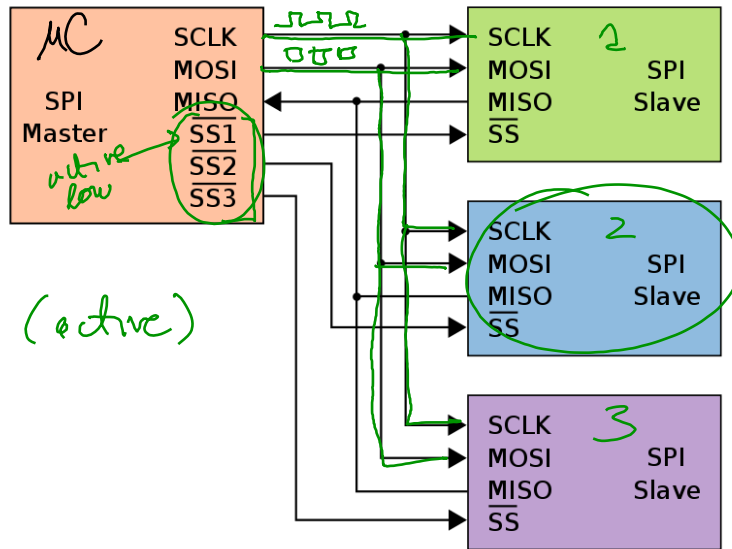 μC
SCLK
MOSI
MISO
SS1
SS2
SS3
SPI
Master
active
low
(active)
SCLK 1
MOSI SPI
MISO Slave
SS
SCLK 2
MOSI SPI
MISO Slave
SS
SCLK 3
MOSI SPI
MISO Slave
SS